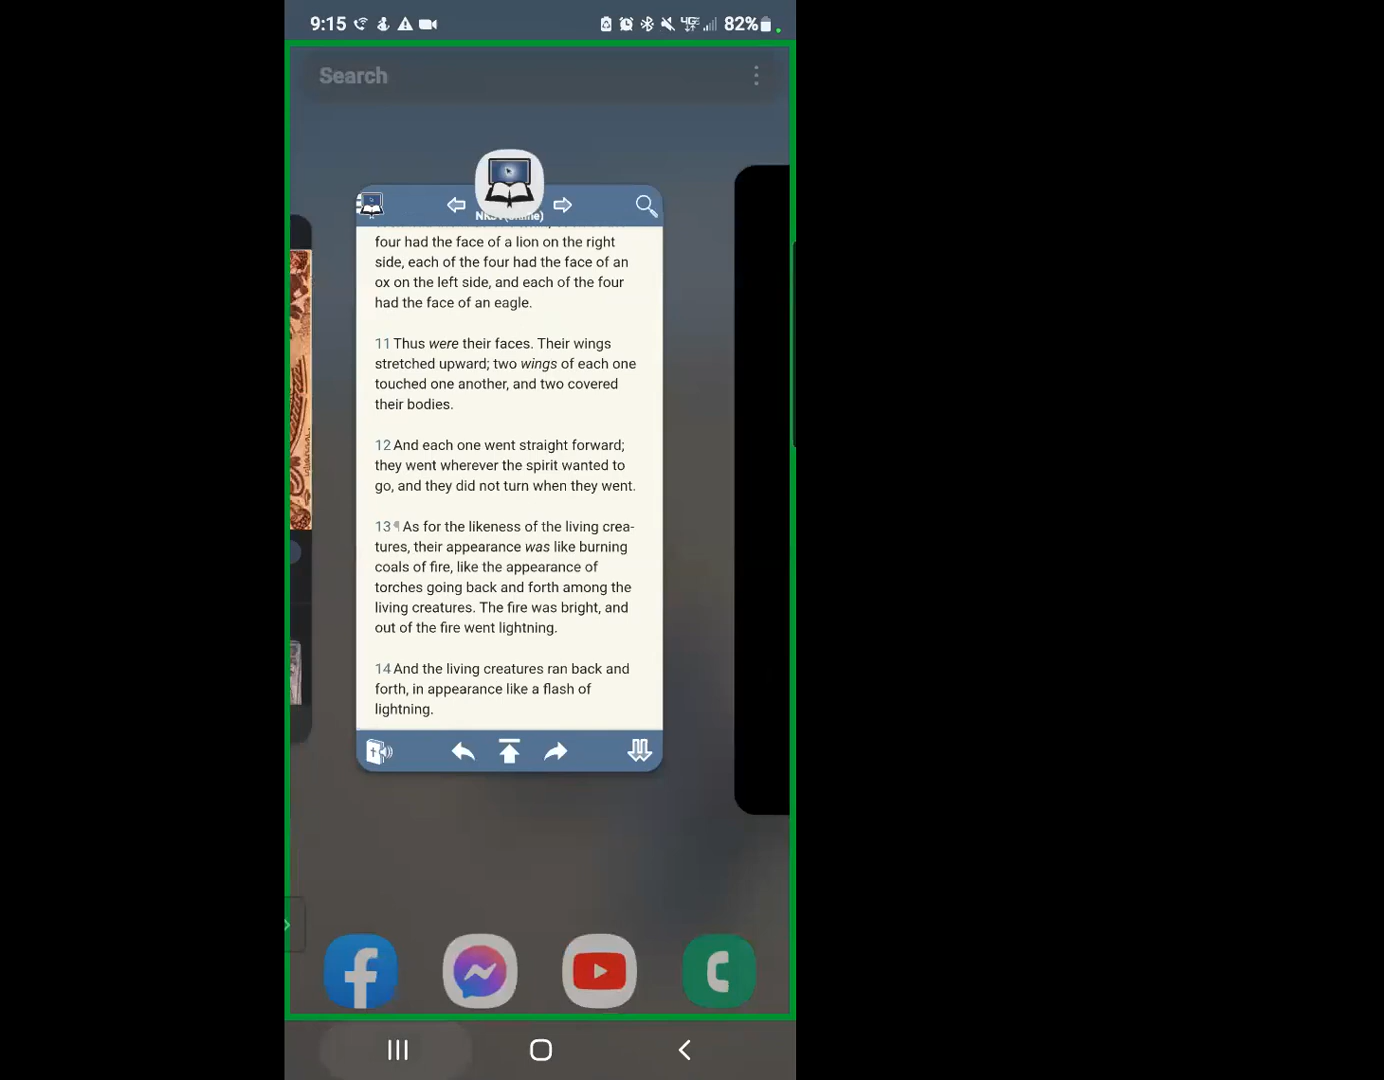 9:15
82%
Search
NKJV (Online)
four had the face of a lion on the right
side, each of the four had the face of an
ox on the left side, and each of the four
had the face of an eagle.
11 Thus were their faces. Their wings
stretched upward; two wings of each one
touched one another, and two covered
their bodies.
12 And each one went straight forward;
they went wherever the spirit wanted to
go, and they did not turn when they went.
13 ¶ As for the likeness of the living crea-
tures, their appearance was like burning
coals of fire, like the appearance of
torches going back and forth among the
living creatures. The fire was bright, and
out of the fire went lightning.
14 And the living creatures ran back and
forth, in appearance like a flash of
lightning.